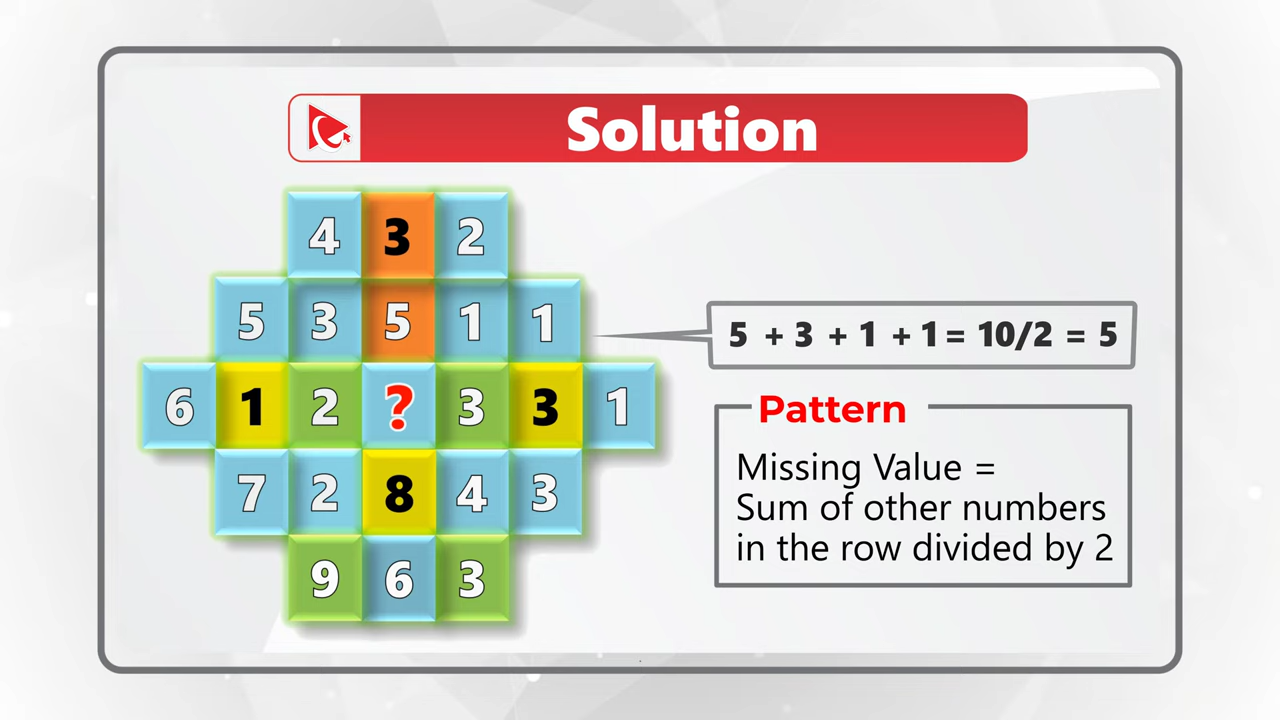 Solution
4 3 2
5 3 5 1 1
5 + 3 + 1 + 1 = 10/2 = 5
6 1 2 ? 3 3 1
Pattern
Missing Value =
Sum of other numbers
in the row divided by 2
7 2 8 4 3
9 6 3